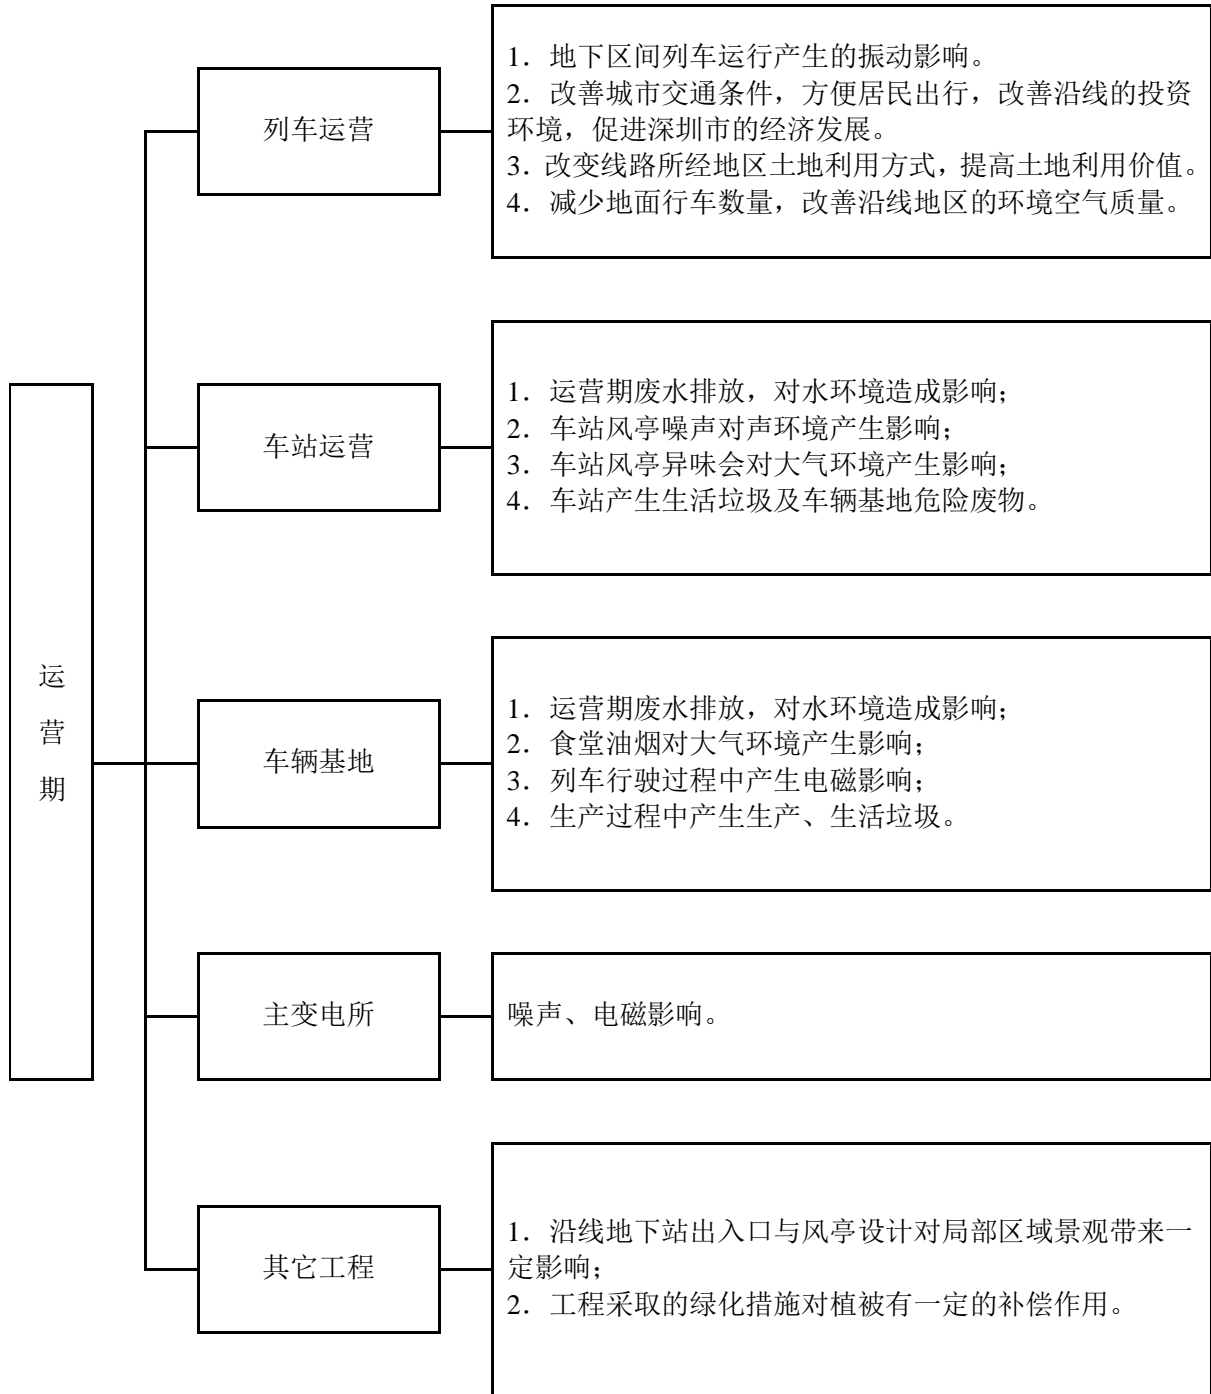 运
营
期
列车运营
1．地下区间列车运行产生的振动影响。
2．改善城市交通条件，方便居民出行，改善沿线的投资
环境，促进深圳市的经济发展。
3．改变线路所经地区土地利用方式，提高土地利用价值。
4．减少地面行车数量，改善沿线地区的环境空气质量。
车站运营
1．运营期废水排放，对水环境造成影响；
2．车站风亭噪声对声环境产生影响；
3．车站风亭异味会对大气环境产生影响；
4．车站产生生活垃圾及车辆基地危险废物。
车辆基地
1．运营期废水排放，对水环境造成影响；
2．食堂油烟对大气环境产生影响；
3．列车行驶过程中产生电磁影响；
4．生产过程中产生生产、生活垃圾。
主变电所
噪声、电磁影响。
其它工程
1．沿线地下站出入口与风亭设计对局部区域景观带来一
定影响；
2．工程采取的绿化措施对植被有一定的补偿作用。